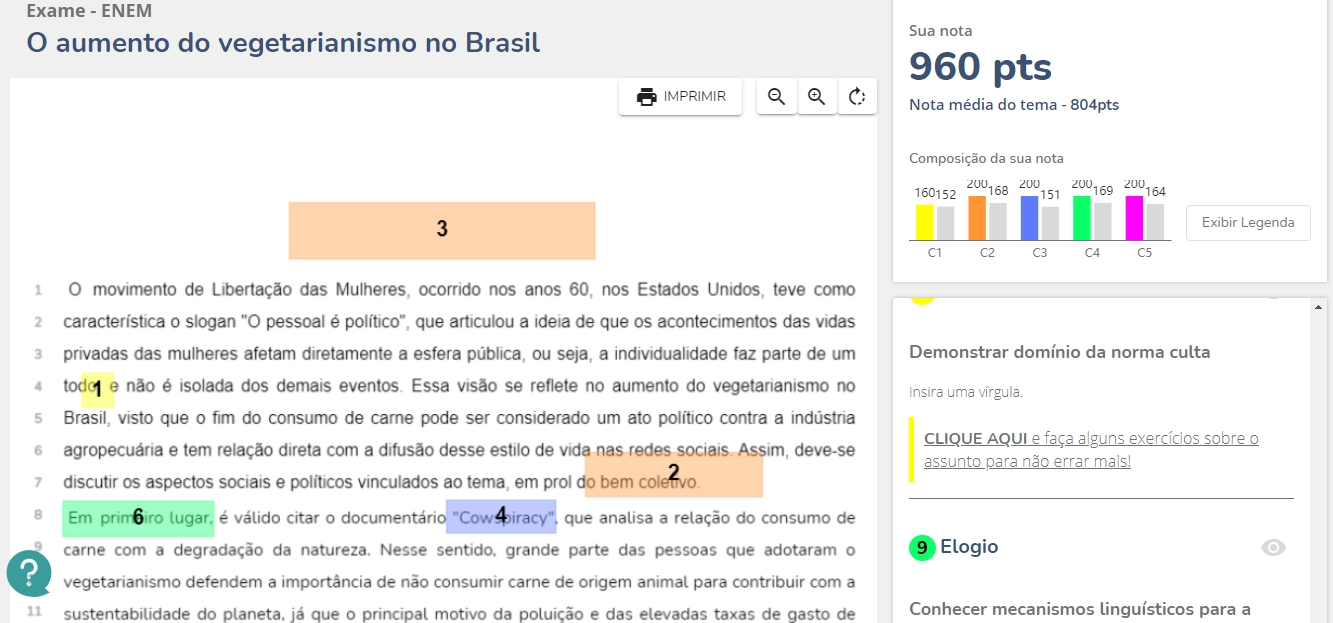 Exame - ENEM
O aumento do vegetarianismo no Brasil
IMPRIMIR
3
1 O movimento de Libertação das Mulheres, ocorrido nos anos 60, nos Estados Unidos, teve como
2 característica o slogan "O pessoal é político", que articulou a ideia de que os acontecimentos das vidas
3 privadas das mulheres afetam diretamente a esfera pública, ou seja, a individualidade faz parte de um
4 todo, e não é isolada dos demais eventos. Essa visão se reflete no aumento do vegetarianismo no
1
5 Brasil, visto que o fim do consumo de carne pode ser considerado um ato político contra a indústria
6 agropecuária e tem relação direta com a difusão desse estilo de vida nas redes sociais. Assim, deve-se
2
7 discutir os aspectos sociais e políticos vinculados ao tema, em prol do bem coletivo.
8 Em primeiro lugar, é válido citar o documentário "Cowspiracy", que analisa a relação do consumo de
6
4
9 carne com a degradação da natureza. Nesse sentido, grande parte das pessoas que adotaram o
vegetarianismo defendem a importância de não consumir carne de origem animal para contribuir com a
11 sustentabilidade do planeta, já que o principal motivo da poluição e das elevadas taxas de gasto de
?
Sua nota
960 pts
Nota média do tema - 804pts
Composição da sua nota
160 152 200 168 200 151 200 169 200 164
C1 C2 C3 C4 C5
Exibir Legenda
Demonstrar domínio da norma culta
Insira uma vírgula.
CLIQUE AQUI e faça alguns exercícios sobre o
assunto para não errar mais!
9 Elogio
Conhecer mecanismos linguísticos para a